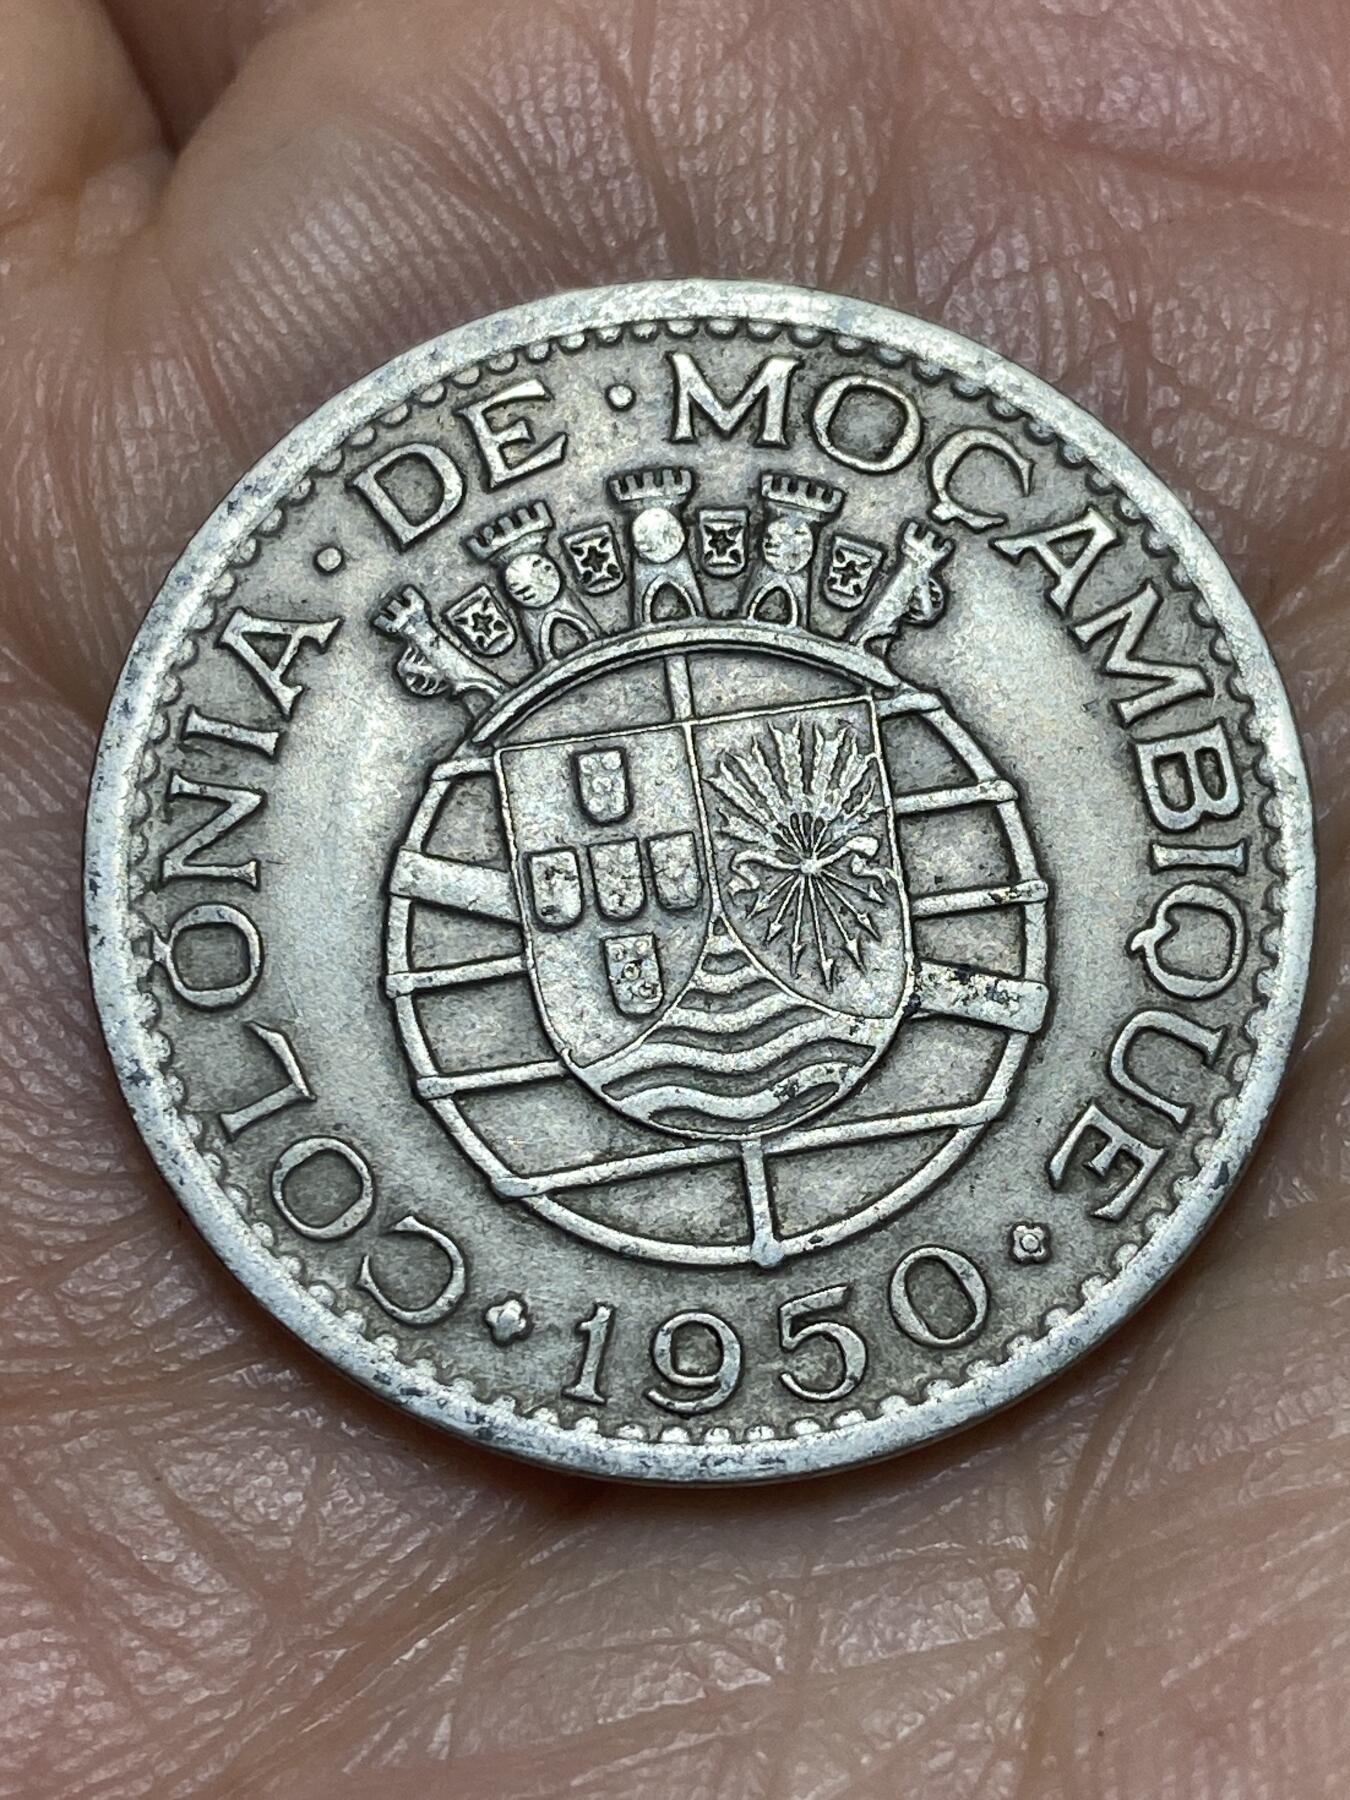 COLÓNIA · DE · MOÇAMBIQUE
1950